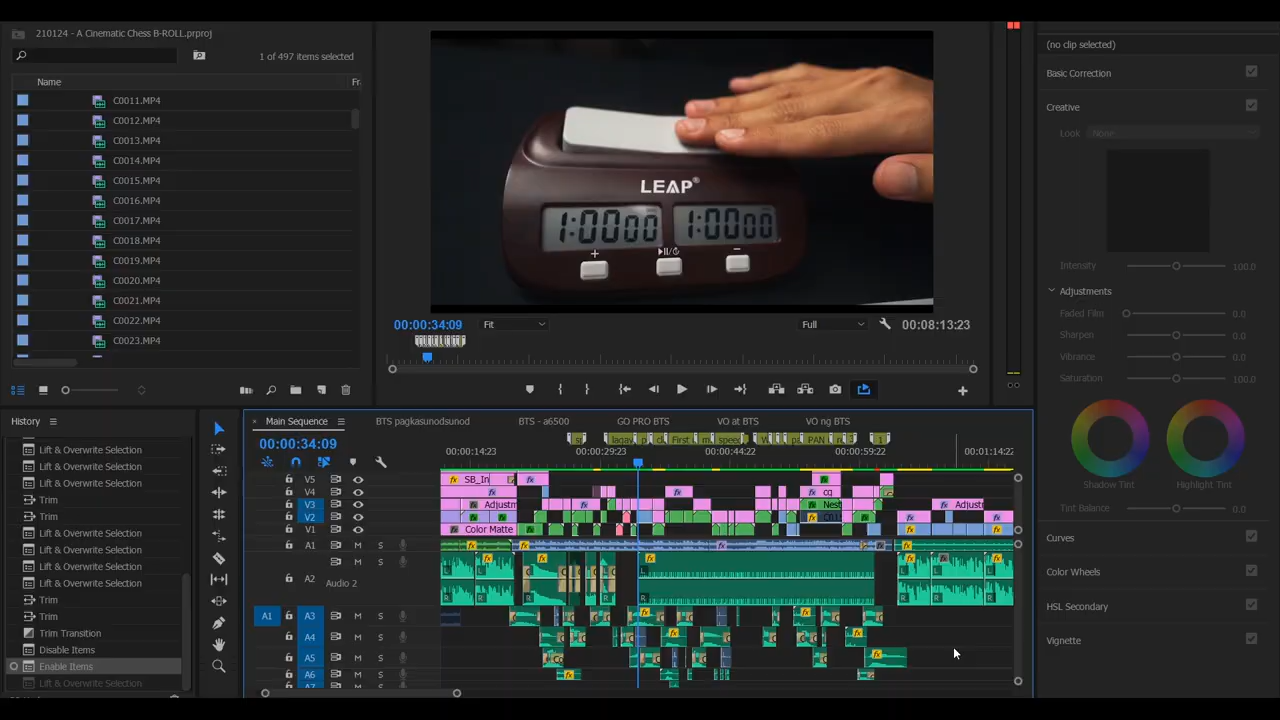 210124 - A Cinematic Chess B-ROLL.prproj
1 of 497 items selected
Name
Fr
C0011.MP4
C0012.MP4
C0013.MP4
C0014.MP4
C0015.MP4
C0016.MP4
C0017.MP4
C0018.MP4
C0019.MP4
C0020.MP4
C0021.MP4
C0022.MP4
C0023.MP4
LEAP®
1:0000 1:0000
+ −
00:00:34:09
Fit
Full
00:08:13:23
(no clip selected)
Basic Correction
Creative
Look None
Intensity 100.0
Adjustments
Faded Film 0.0
Sharpen 0.0
Vibrance 0.0
Saturation 100.0
Shadow Tint
Highlight Tint
Tint Balance 0.0
Curves
Color Wheels
HSL Secondary
Vignette
History
Lift & Overwrite Selection
Lift & Overwrite Selection
Lift & Overwrite Selection
Trim
Trim
Lift & Overwrite Selection
Lift & Overwrite Selection
Lift & Overwrite Selection
Lift & Overwrite Selection
Trim
Trim
Trim Transition
Disable Items
Enable Items
Lift & Overwrite Selection
× Main Sequence
BTS pagkasunodsunod
BTS - a6500
GO PRO BTS
VO at BTS
VO ng BTS
00:00:34:09
First
PAN
00:00:14:23
00:00:29:23
00:00:44:22
00:00:59:22
00:01:14:22
V5
fx SB_In
V4
V3
Adjustm
Nest
Adjust
V2
V1
fx Color Matte
A1 M S
A2 Audio 2
A1 A3 M S
A4 M S
A5 M S
A6 M S